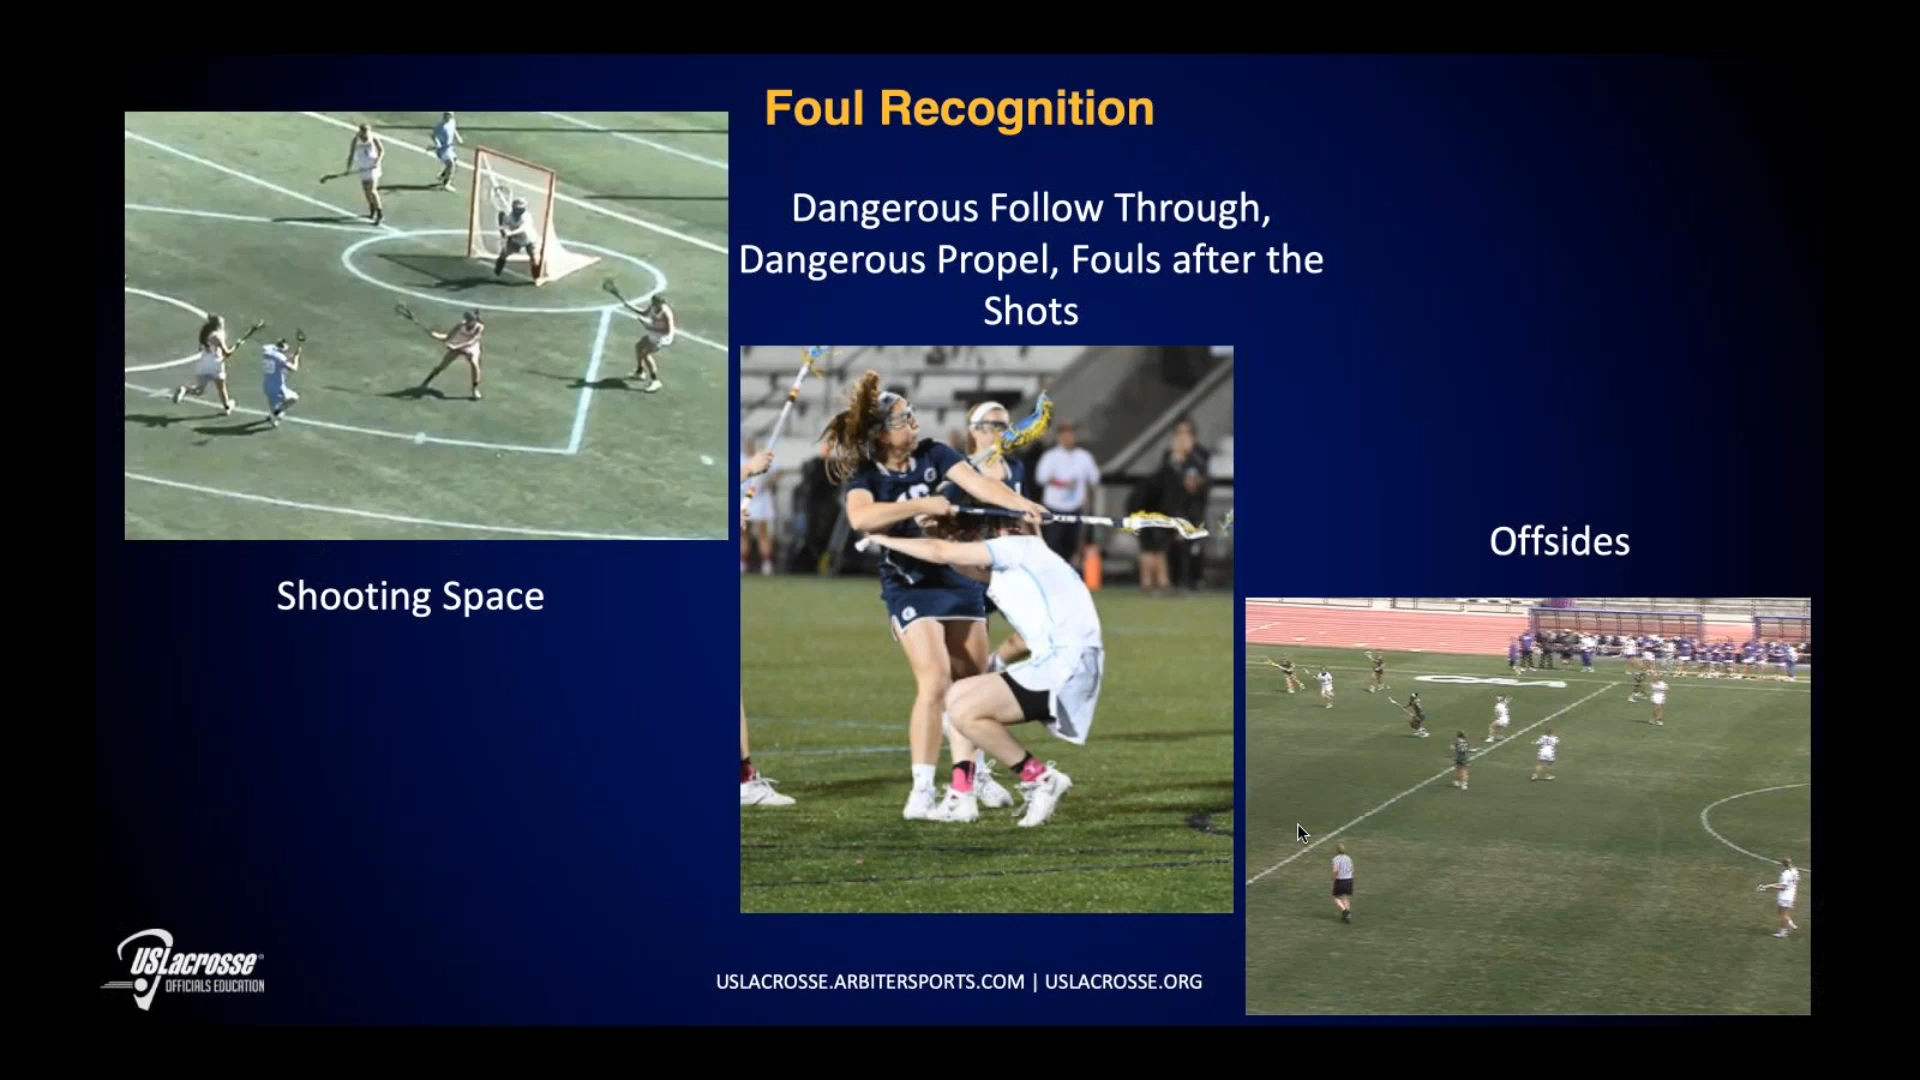 Foul Recognition
Dangerous Follow Through,
Dangerous Propel, Fouls after the
Shots
Shooting Space
Offsides
USLacrosse
OFFICIALS EDUCATION
USLACROSSE.ARBITERSPORTS.COM | USLACROSSE.ORG